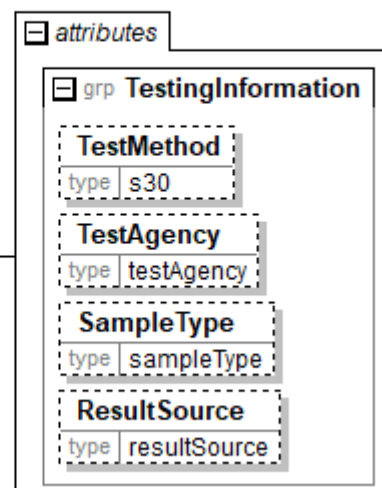 attributes
grp TestingInformation
TestMethod
type s30
TestAgency
type testAgency
SampleType
type sampleType
ResultSource
type resultSource